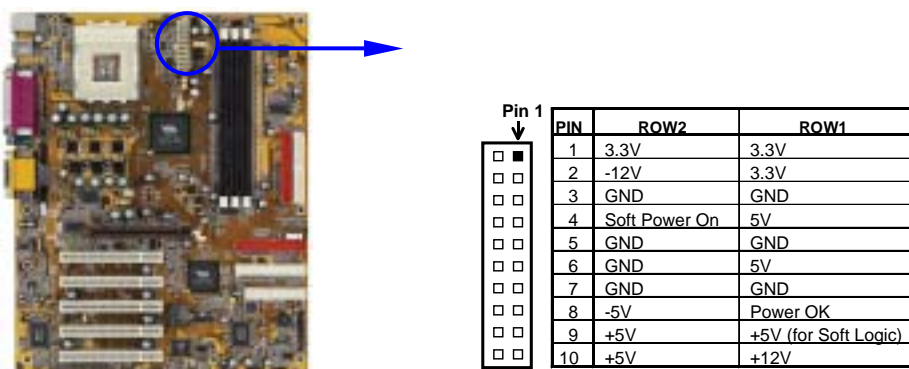 Pin 1
PIN ROW2 ROW1
1 3.3V 3.3V
2 -12V 3.3V
3 GND GND
4 Soft Power On 5V
5 GND GND
6 GND 5V
7 GND GND
8 -5V Power OK
9 +5V +5V (for Soft Logic)
10 +5V +12V